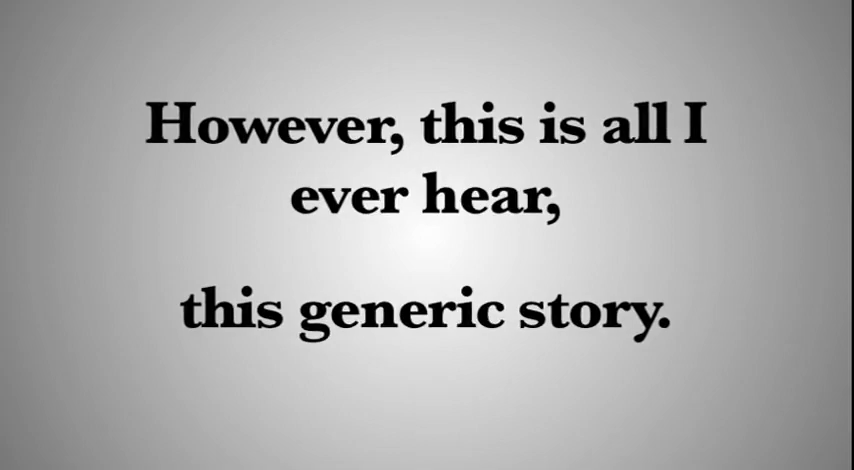 However, this is all I
ever hear,
this generic story.